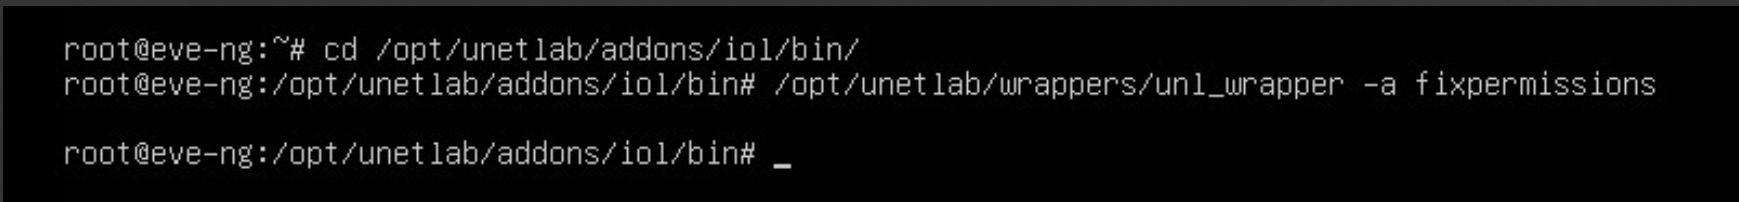 root@eve-ng:~# cd /opt/unetlab/addons/iol/bin/
root@eve-ng:/opt/unetlab/addons/iol/bin# /opt/unetlab/wrappers/unl_wrapper -a fixpermissions
root@eve-ng:/opt/unetlab/addons/iol/bin# _